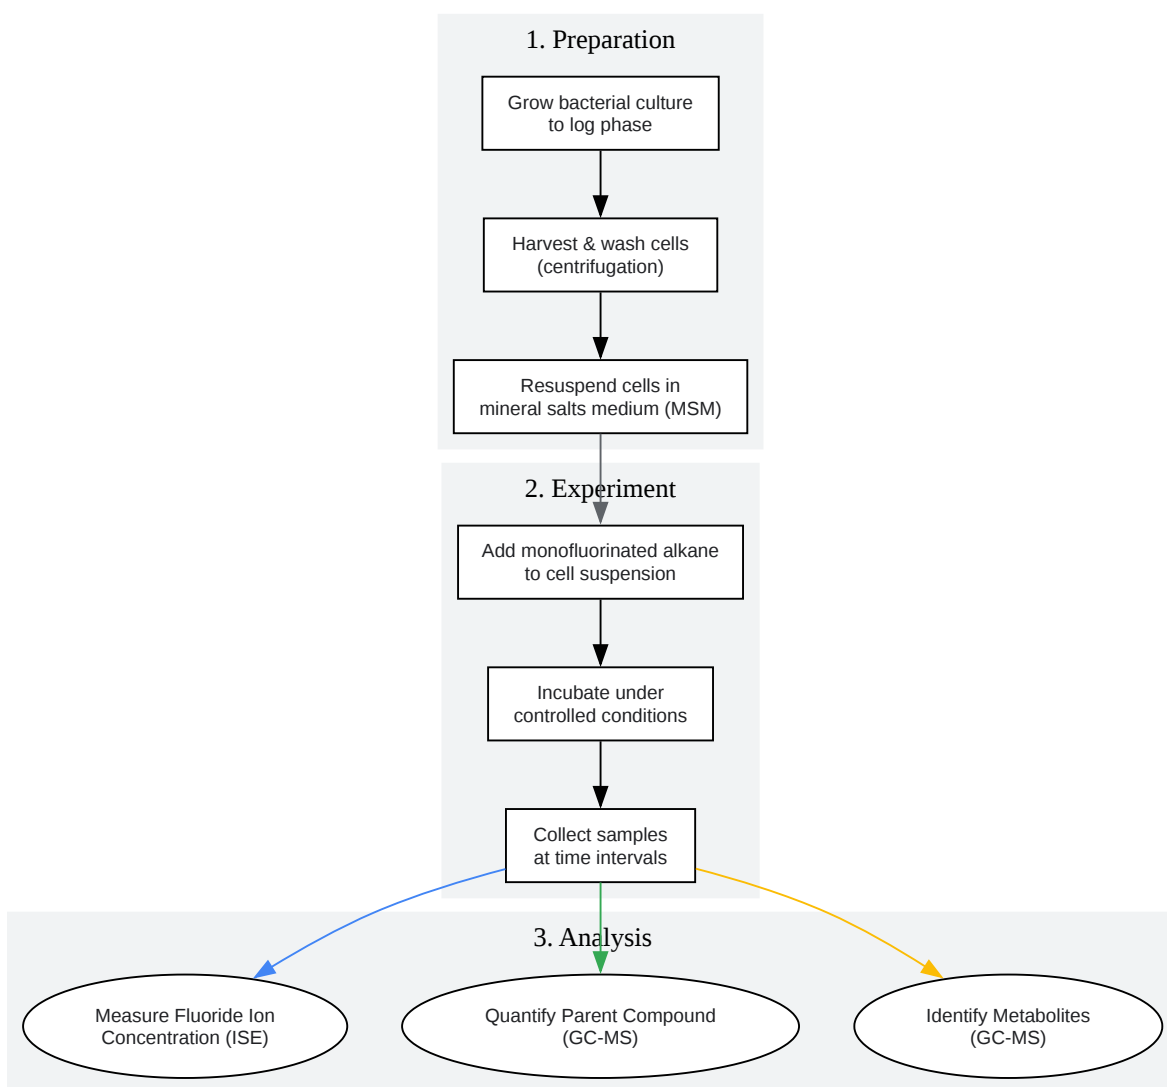 1. Preparation
Grow bacterial culture
to log phase
Harvest & wash cells
(centrifugation)
Resuspend cells in
mineral salts medium (MSM)
2. Experiment
Add monofluorinated alkane
to cell suspension
Incubate under
controlled conditions
Collect samples
at time intervals
3. Analysis
Measure Fluoride Ion
Concentration (ISE)
Quantify Parent Compound
(GC-MS)
Identify Metabolites
(GC-MS)